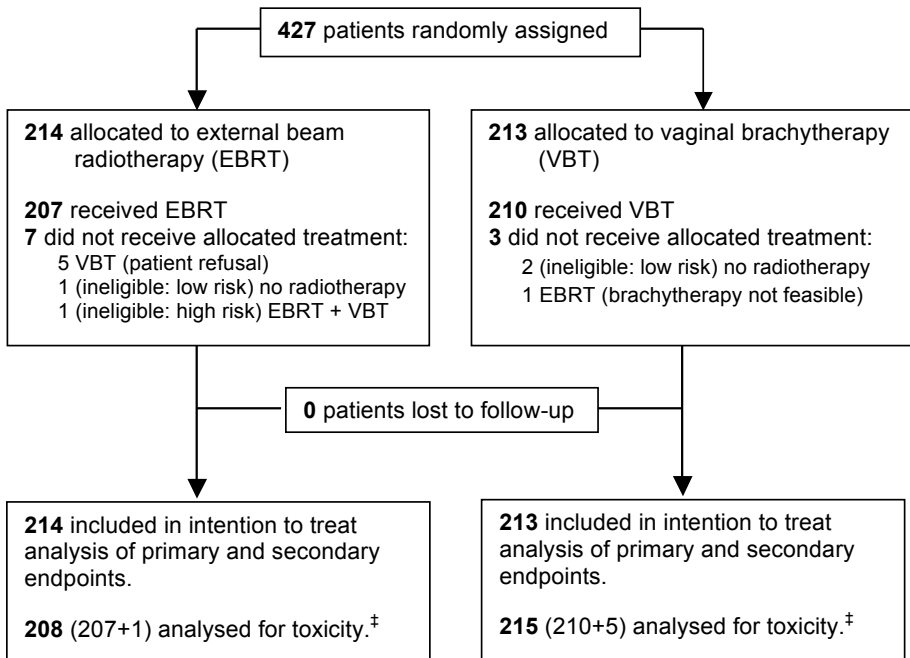 427 patients randomly assigned
214 allocated to external beam
radiotherapy (EBRT)
207 received EBRT
7 did not receive allocated treatment:
5 VBT (patient refusal)
1 (ineligible: low risk) no radiotherapy
1 (ineligible: high risk) EBRT + VBT
213 allocated to vaginal brachytherapy
(VBT)
210 received VBT
3 did not receive allocated treatment:
2 (ineligible: low risk) no radiotherapy
1 EBRT (brachytherapy not feasible)
0 patients lost to follow-up
214 included in intention to treat
analysis of primary and secondary
endpoints.
208 (207+1) analysed for toxicity.‡
213 included in intention to treat
analysis of primary and secondary
endpoints.
215 (210+5) analysed for toxicity.‡